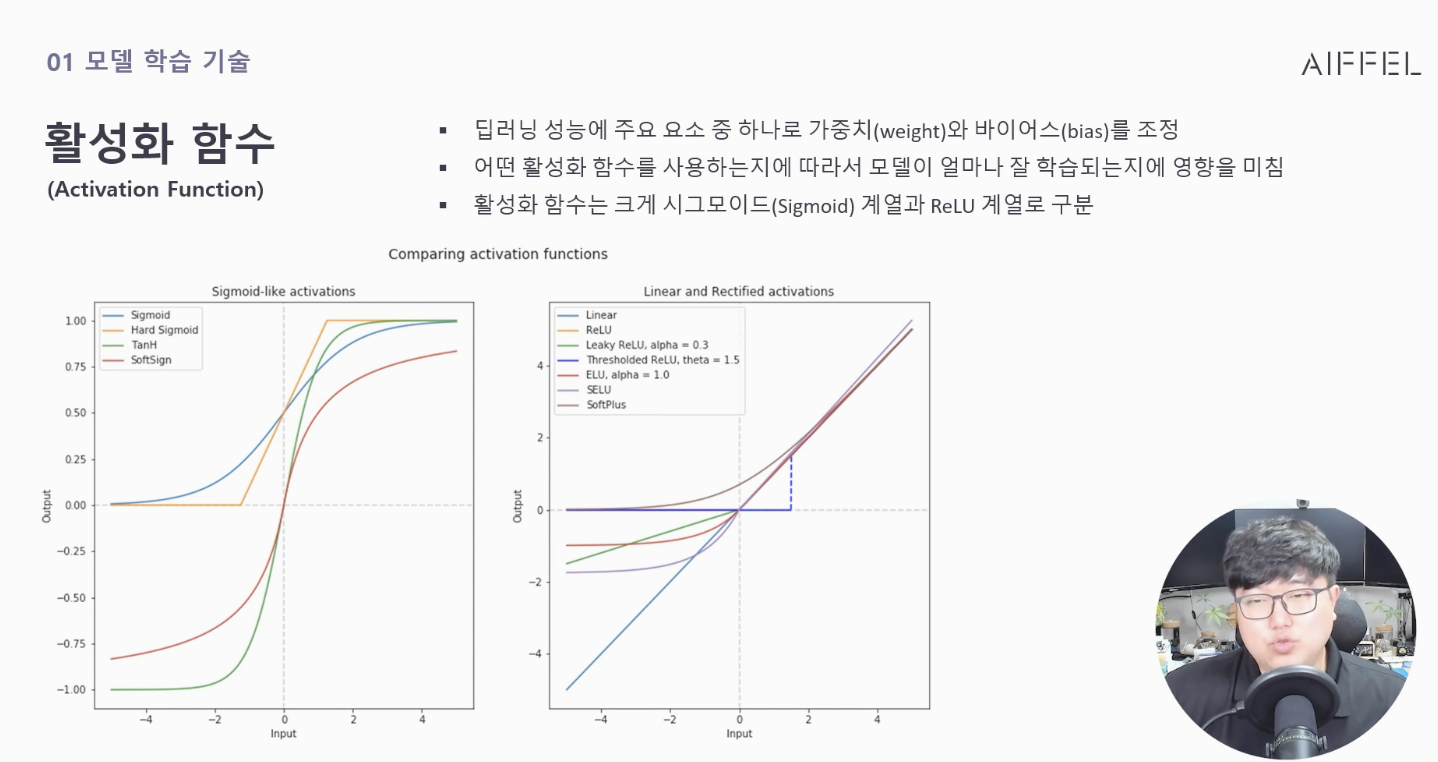 01 모델 학습 기술
AIFFEL
활성화 함수
(Activation Function)
▪ 딥러닝 성능에 주요 요소 중 하나로 가중치(weight)와 바이어스(bias)를 조정
▪ 어떤 활성화 함수를 사용하는지에 따라서 모델이 얼마나 잘 학습되는지에 영향을 미침
▪ 활성화 함수는 크게 시그모이드(Sigmoid) 계열과 ReLU 계열로 구분
Comparing activation functions
Sigmoid-like activations
Sigmoid
Hard Sigmoid
TanH
SoftSign
1.00
0.75
0.50
0.25
0.00
−0.25
−0.50
−0.75
−1.00
Output
−4 −2 0 2 4
Input
Linear and Rectified activations
Linear
ReLU
Leaky ReLU, alpha = 0.3
Thresholded ReLU, theta = 1.5
ELU, alpha = 1.0
SELU
SoftPlus
4
2
0
−2
−4
Output
−4 −2 0 2 4
Input